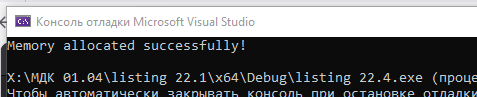 Консоль отладки Microsoft Visual Studio
Memory allocated successfully!
X:\МДК 01.04\listing 22.1\x64\Debug\listing 22.4.exe (проце
Чтобы автоматически закрывать консоль при остановке отладки